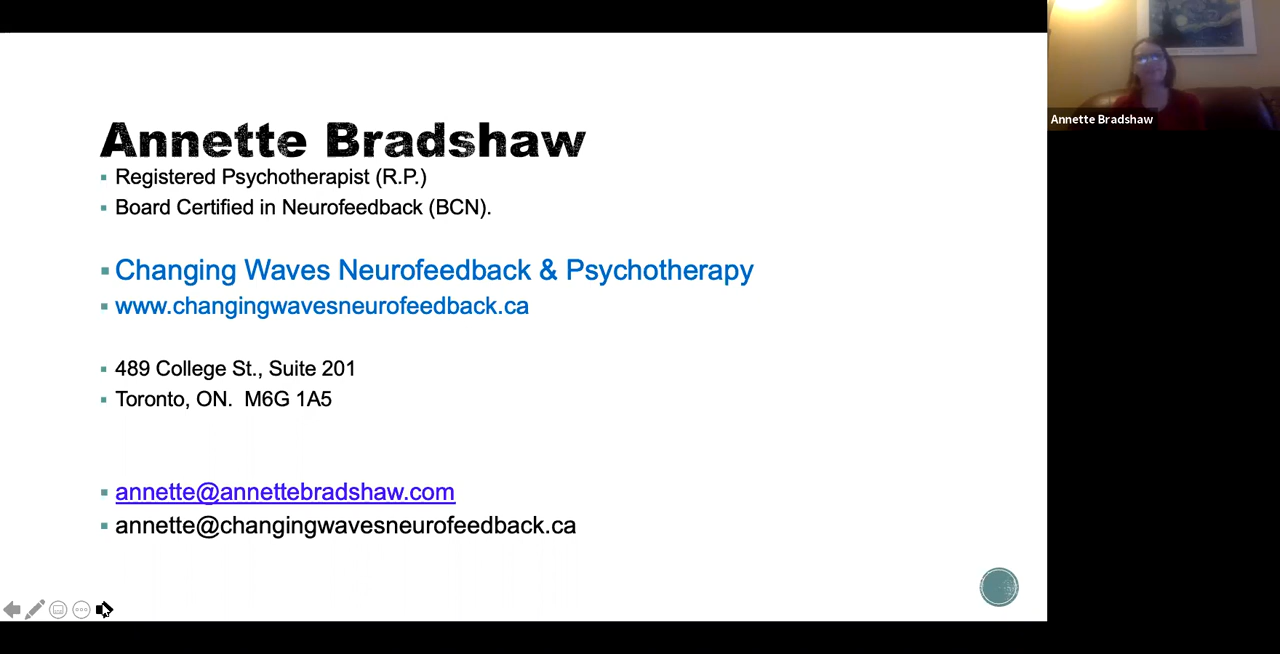 Annette Bradshaw
Registered Psychotherapist (R.P.)
Board Certified in Neurofeedback (BCN).
Changing Waves Neurofeedback & Psychotherapy
www.changingwavesneurofeedback.ca
489 College St., Suite 201
Toronto, ON.  M6G 1A5
annette@annettebradshaw.com
annette@changingwavesneurofeedback.ca
Annette Bradshaw